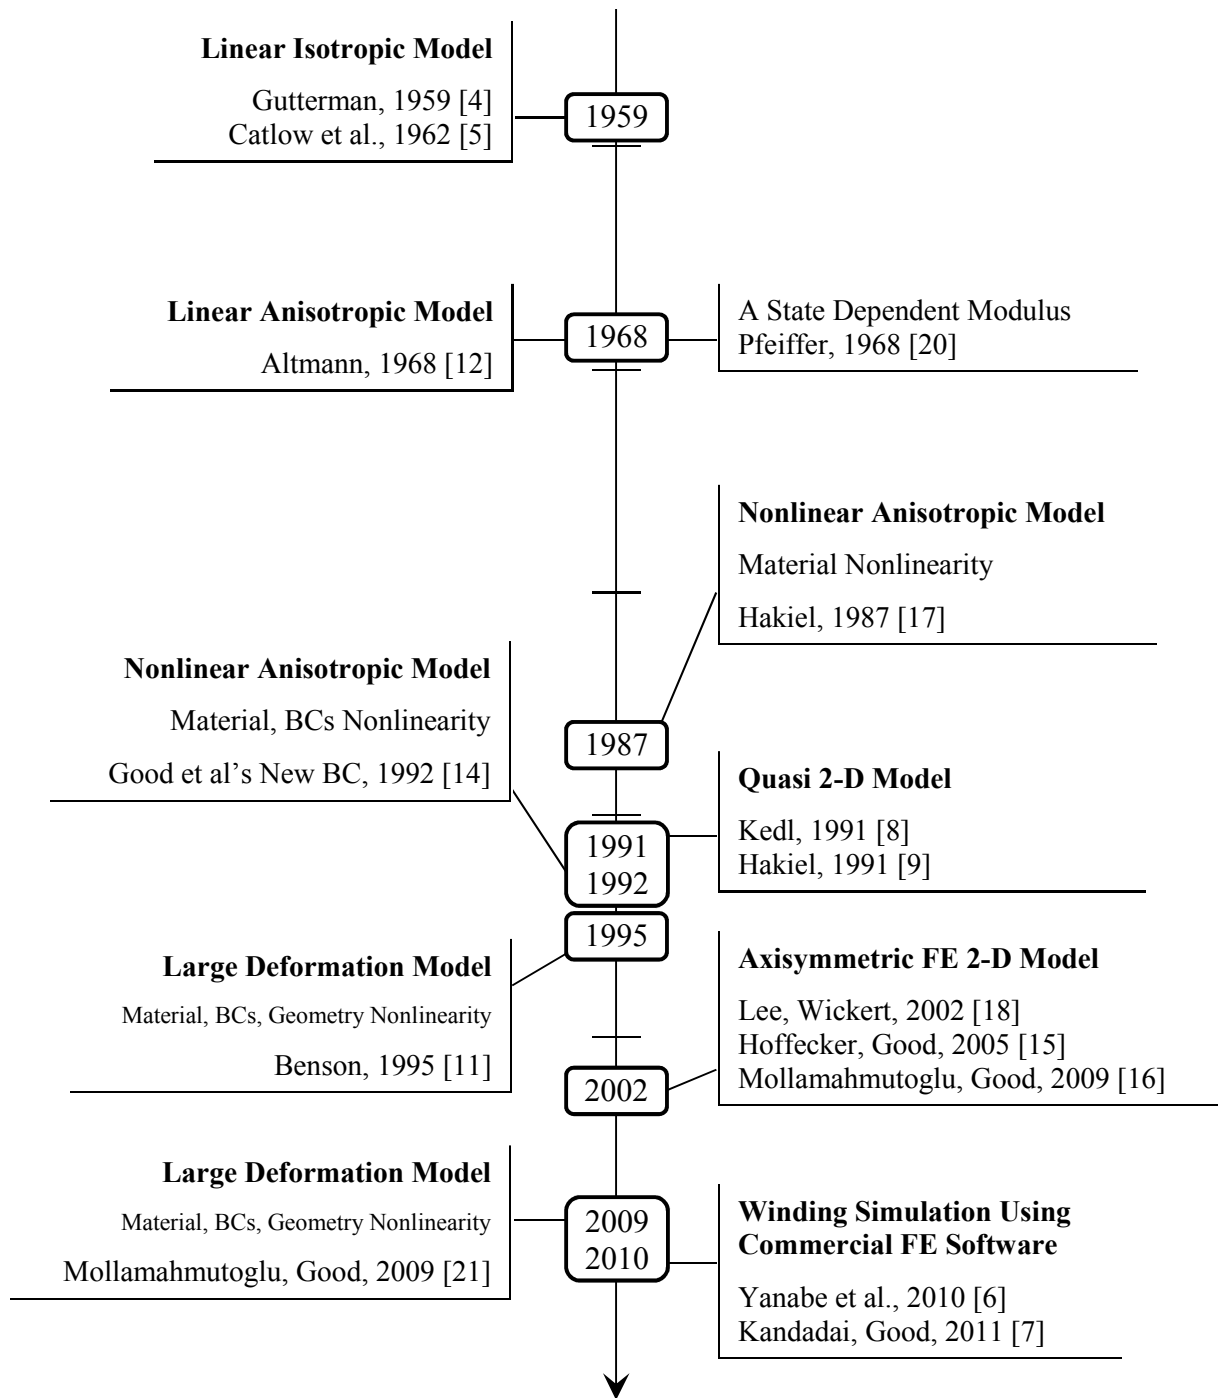 Linear Isotropic Model
Gutterman, 1959 [4]
Catlow et al., 1962 [5]
1959
Linear Anisotropic Model
Altmann, 1968 [12]
1968
A State Dependent Modulus
Pfeiffer, 1968 [20]
Nonlinear Anisotropic Model
Material Nonlinearity
Hakiel, 1987 [17]
1987
Nonlinear Anisotropic Model
Material, BCs Nonlinearity
Good et al’s New BC, 1992 [14]
1991
1992
Quasi 2-D Model
Kedl, 1991 [8]
Hakiel, 1991 [9]
1995
Large Deformation Model
Material, BCs, Geometry Nonlinearity
Benson, 1995 [11]
Axisymmetric FE 2-D Model
Lee, Wickert, 2002 [18]
Hoffecker, Good, 2005 [15]
Mollamahmutoglu, Good, 2009 [16]
2002
Large Deformation Model
Material, BCs, Geometry Nonlinearity
Mollamahmutoglu, Good, 2009 [21]
2009
2010
Winding Simulation Using
Commercial FE Software
Yanabe et al., 2010 [6]
Kandadai, Good, 2011 [7]